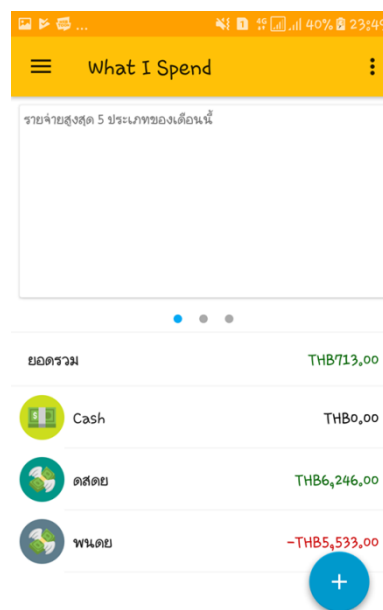 40% 23:49
What I Spend
รายจ่ายสูงสุด 5 ประเภทของเดือนนี้
ยอดรวม THB713.00
Cash THB0.00
ดสดย THB6,246.00
พนดย -THB5,533.00